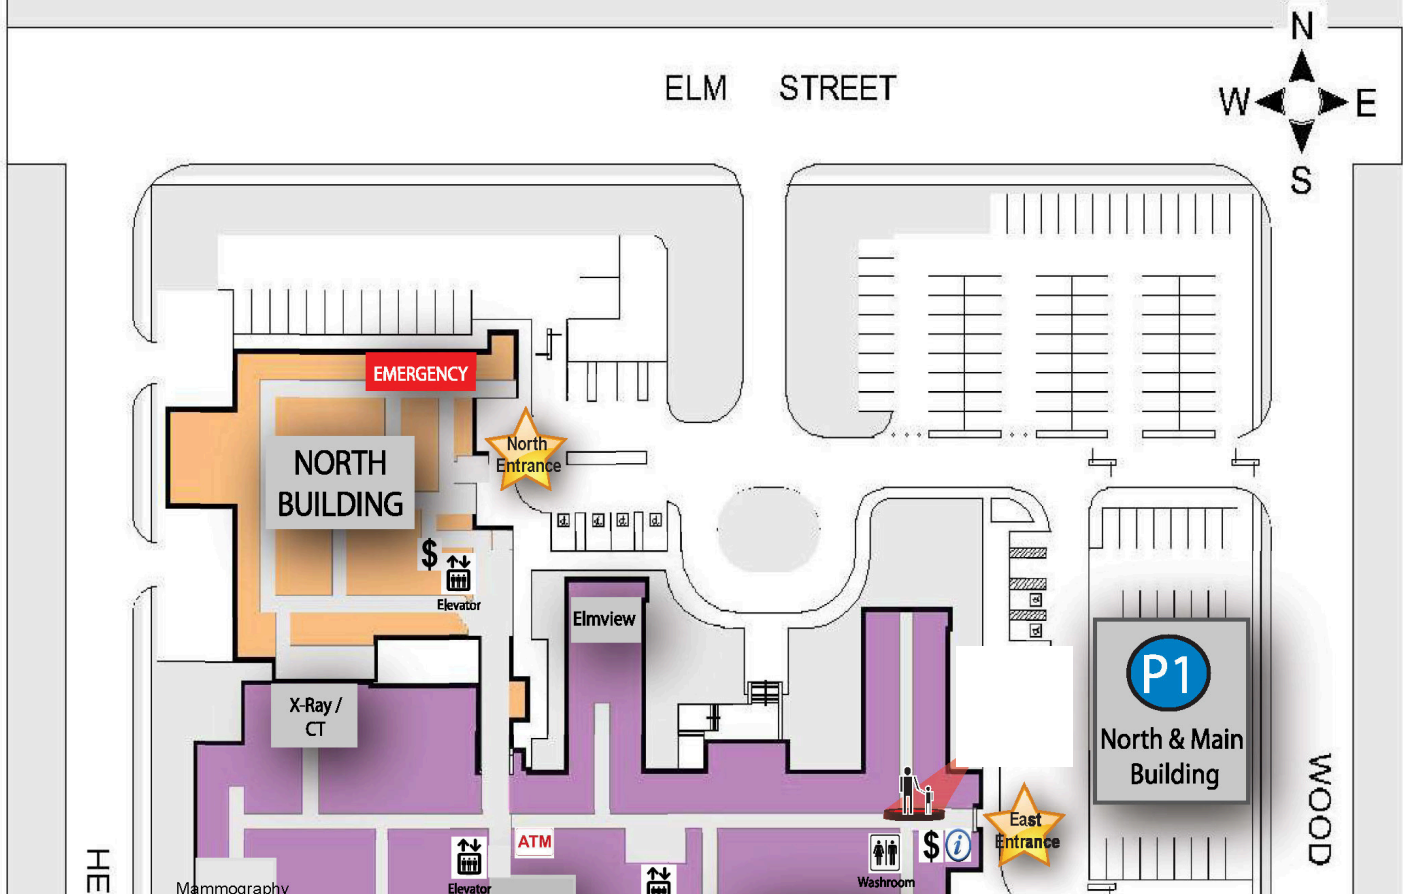 N
ELM STREET
W E
S
EMERGENCY
North
Entrance
NORTH
BUILDING
$
Elevator
Elmview
P1
X-Ray /
CT
North & Main
Building
WOOD
East
Entrance
ATM
$ i
HE
Washroom
Elevator
Mammography